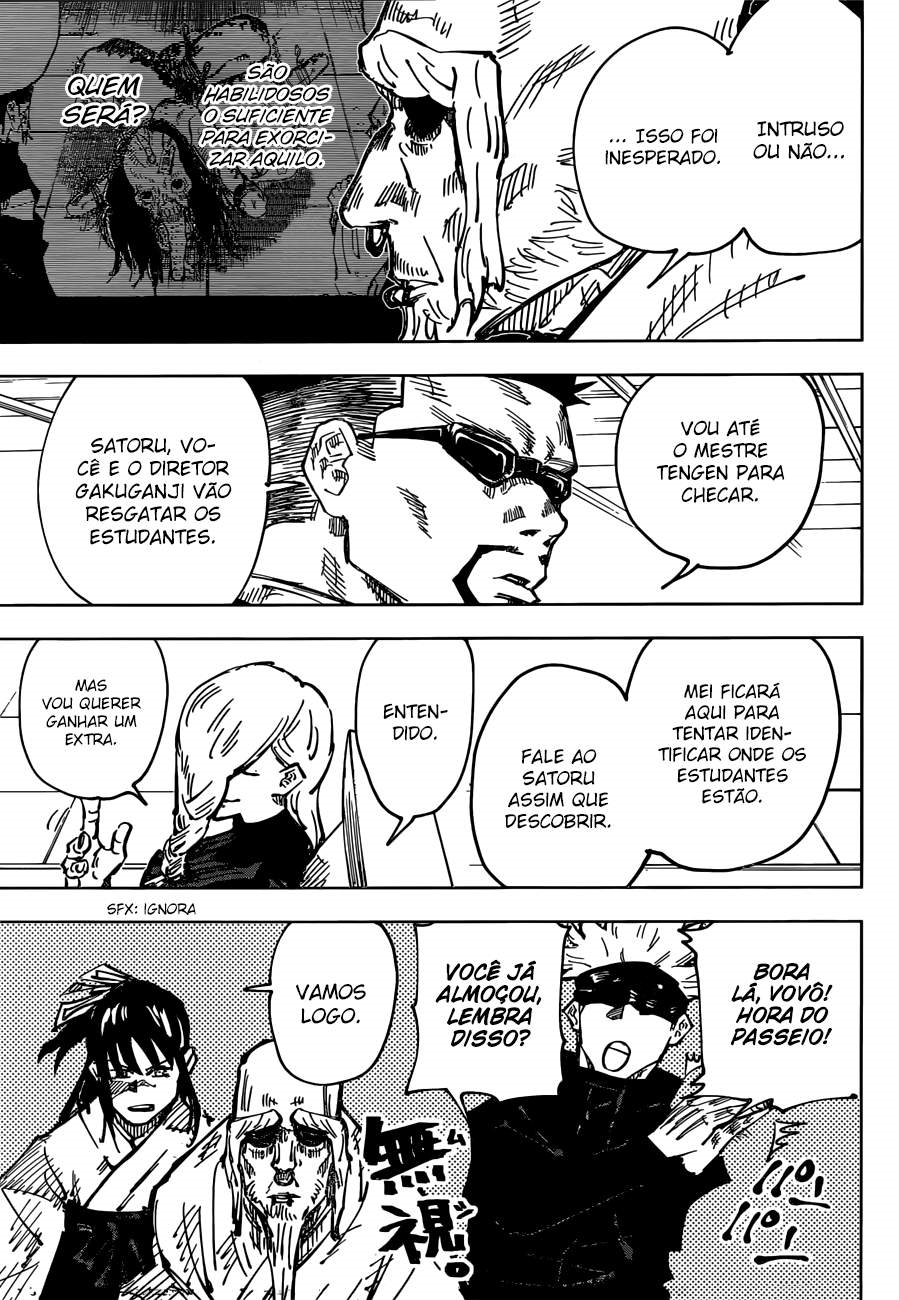 INTRUSO
OU NÃO...
... ISSO FOI
INESPERADO.
SÃO
HABILIDOSOS
O SUFICIENTE
PARA EXORCI-
ZAR AQUILO.
QUEM
SERÁ?
VOU ATÉ
O MESTRE
TENGEN PARA
CHECAR.
SATORU, VO-
CÊ E O DIRETOR
GAKUGANJI VÃO
RESGATAR OS
ESTUDANTES.
MEI FICARÁ
AQUI PARA
TENTAR IDEN-
TIFICAR ONDE OS
ESTUDANTES
ESTÃO.
FALE AO
SATORU
ASSIM QUE
DESCOBRIR.
ENTEN-
DIDO.
MAS
VOU QUERER
GANHAR UM
EXTRA.
SFX: IGNORA
BORA
LÁ, VOVÔ!
HORA DO
PASSEIO!
VOCÊ JÁ
ALMOÇOU,
LEMBRA
DISSO?
VAMOS
LOGO.
無視。
ムシ